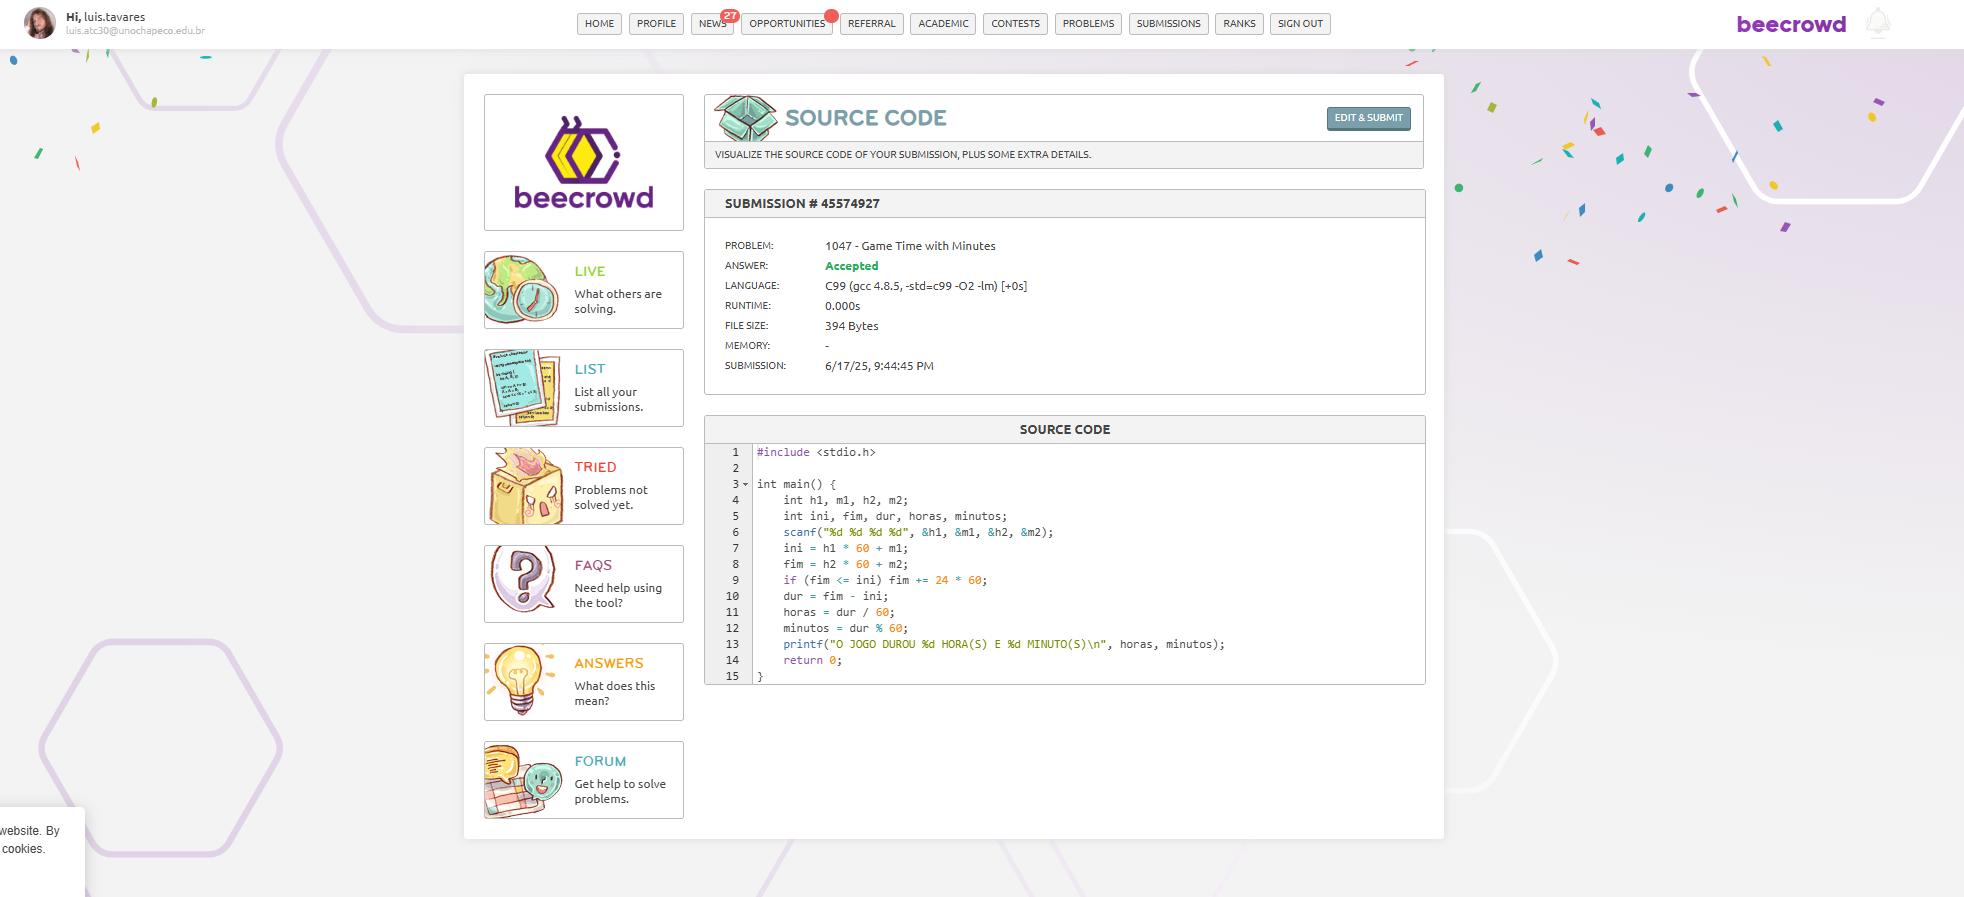 Hi, luis.tavares
luis.atc30@unochapeco.edu.br
HOME
PROFILE
NEWS
27
OPPORTUNITIES
REFERRAL
ACADEMIC
CONTESTS
PROBLEMS
SUBMISSIONS
RANKS
SIGN OUT
beecrowd
beecrowd
LIVE
What others are
solving.
LIST
List all your
submissions.
TRIED
Problems not
solved yet.
FAQS
Need help using
the tool?
ANSWERS
What does this
mean?
FORUM
Get help to solve
problems.
SOURCE CODE
EDIT & SUBMIT
VISUALIZE THE SOURCE CODE OF YOUR SUBMISSION, PLUS SOME EXTRA DETAILS.
SUBMISSION # 45574927
PROBLEM: 1047 - Game Time with Minutes
ANSWER: Accepted
LANGUAGE: C99 (gcc 4.8.5, -std=c99 -O2 -lm) [+0s]
RUNTIME: 0.000s
FILE SIZE: 394 Bytes
MEMORY: -
SUBMISSION: 6/17/25, 9:44:45 PM
SOURCE CODE
1 #include <stdio.h>
2
3 int main() {
4     int h1, m1, h2, m2;
5     int ini, fim, dur, horas, minutos;
6     scanf("%d %d %d %d", &h1, &m1, &h2, &m2);
7     ini = h1 * 60 + m1;
8     fim = h2 * 60 + m2;
9     if (fim <= ini) fim += 24 * 60;
10     dur = fim - ini;
11     horas = dur / 60;
12     minutos = dur % 60;
13     printf("O JOGO DUROU %d HORA(S) E %d MINUTO(S)\n", horas, minutos);
14     return 0;
15 }
website. By
cookies.